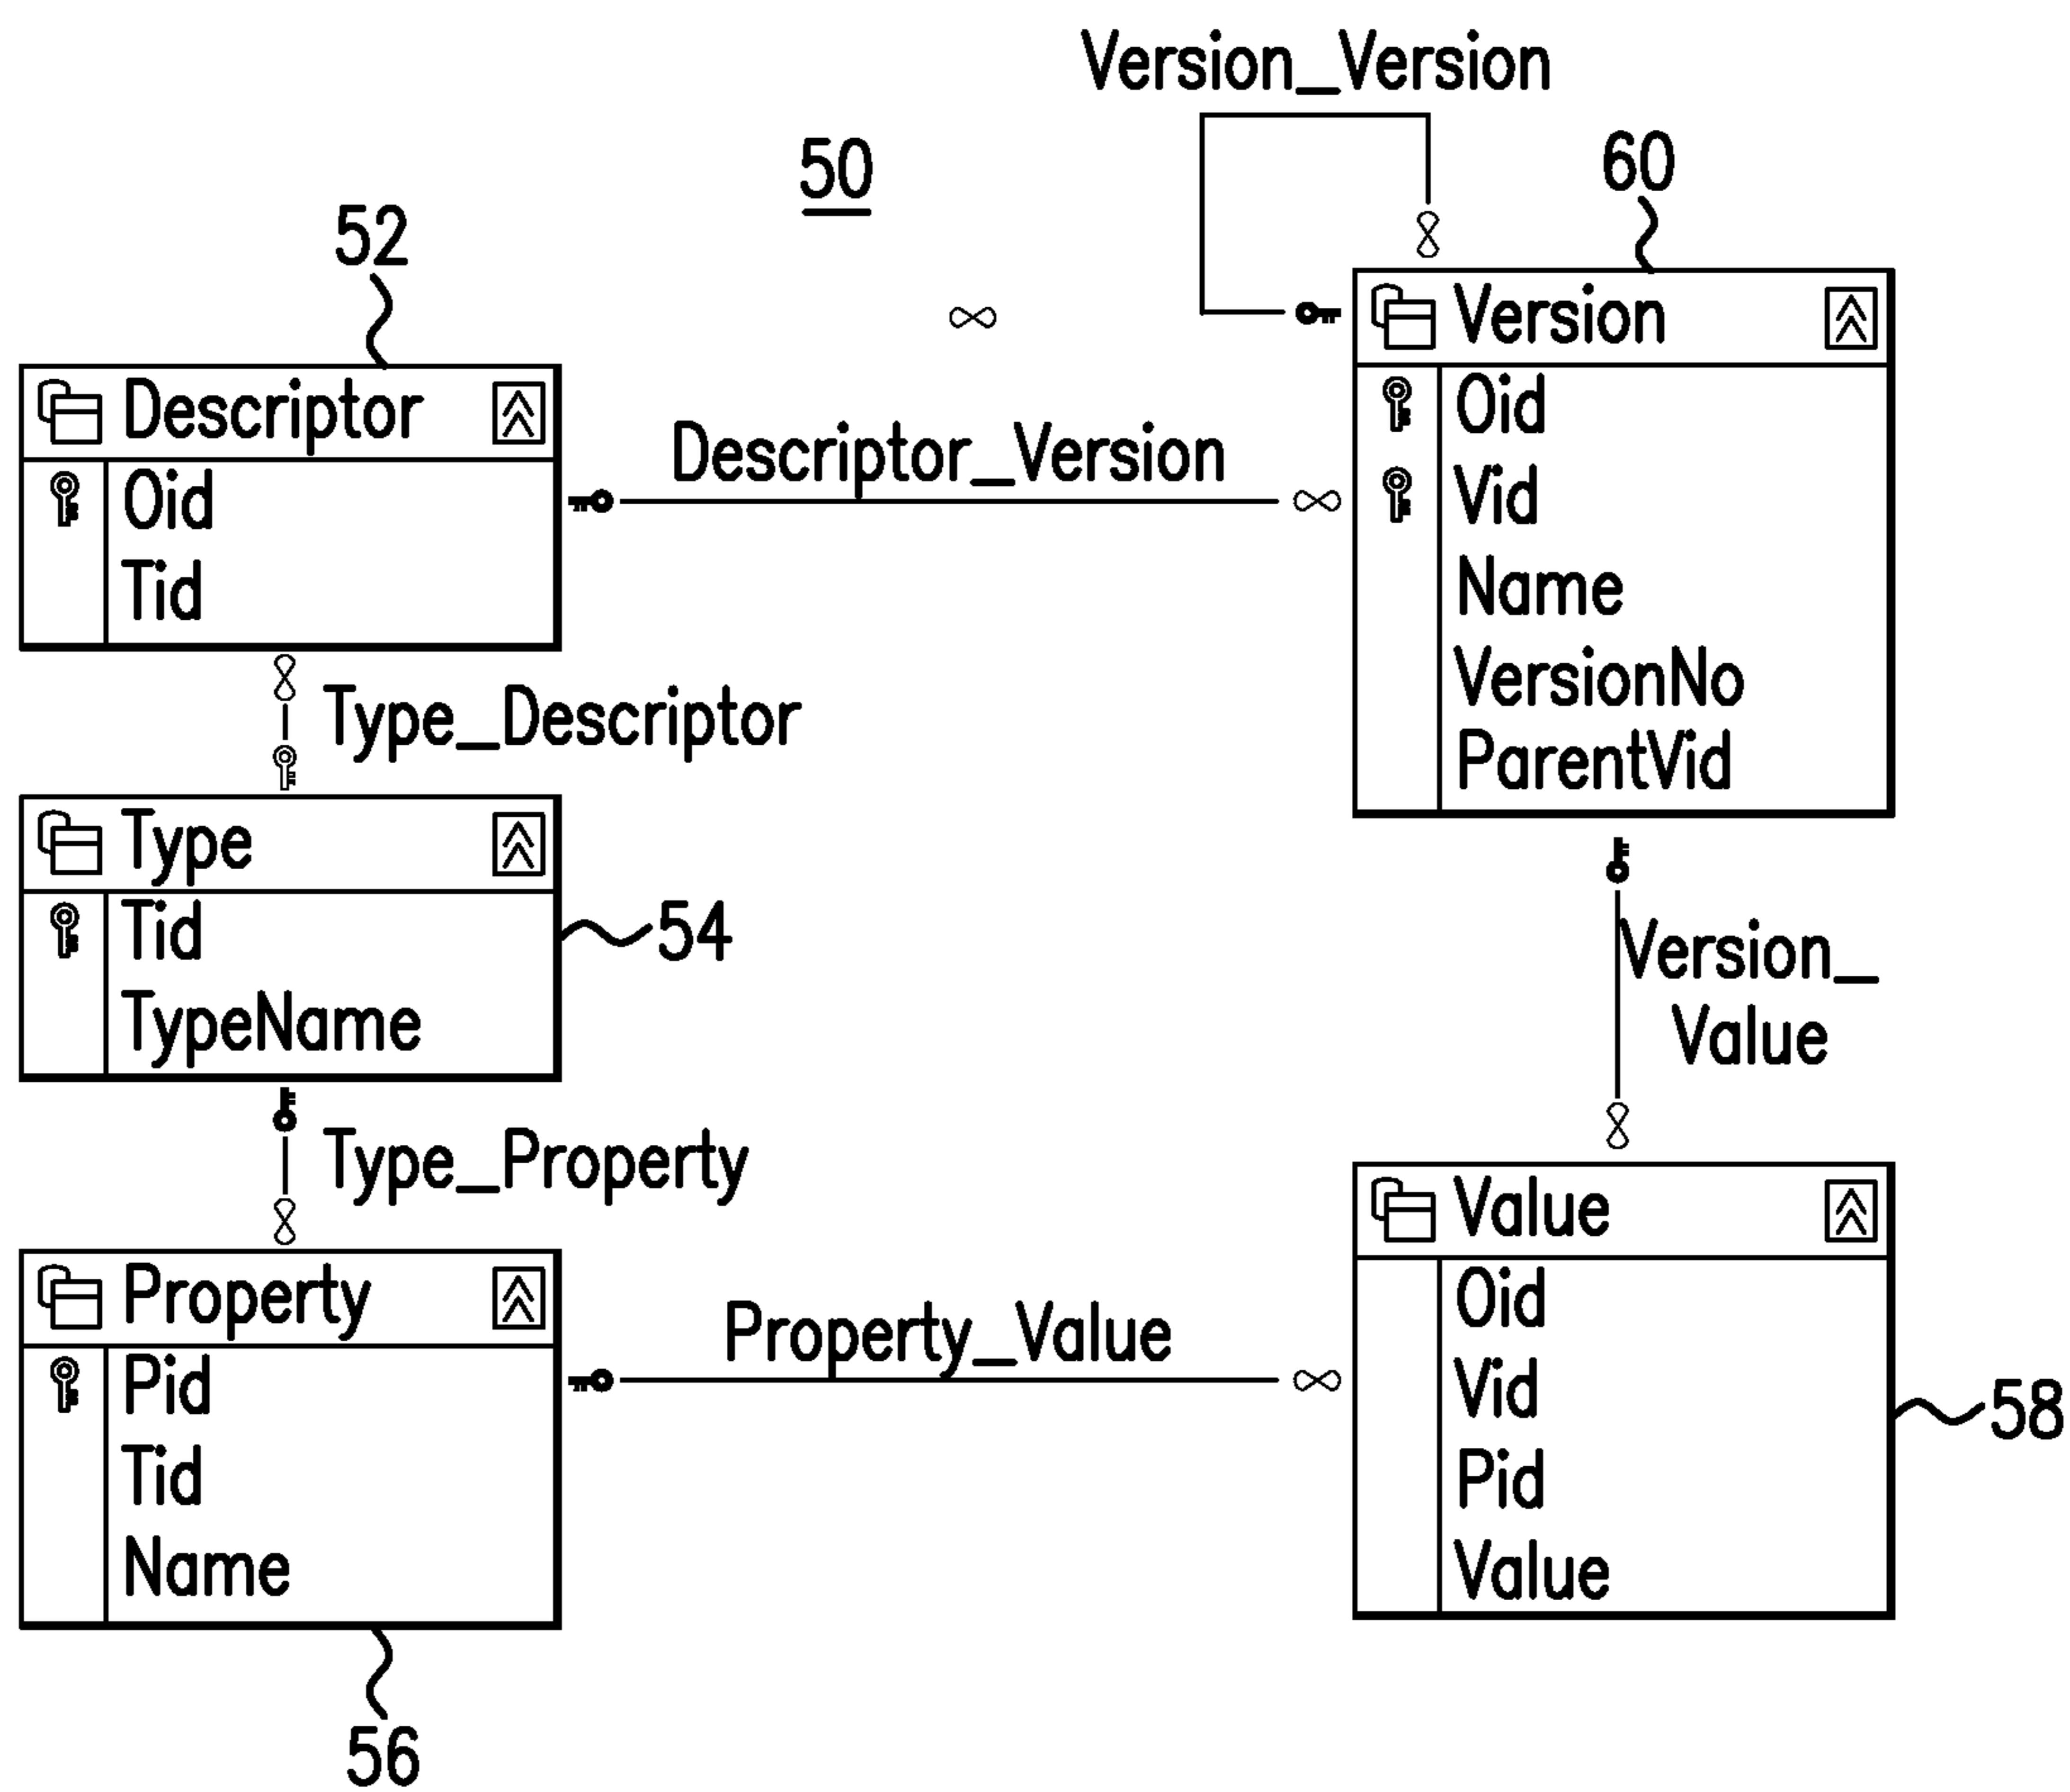 Version_Version
50
60
52
Version
Oid
Vid
Name
VersionNo
ParentVid
Descriptor
Oid
Tid
Descriptor_Version
∞
∞
∞
∞
Type_Descriptor
Type
Tid
TypeName
54
Version_
Value
∞
Type_Property
∞
Property
Pid
Tid
Name
Property_Value
∞
Value
Oid
Vid
Pid
Value
58
56